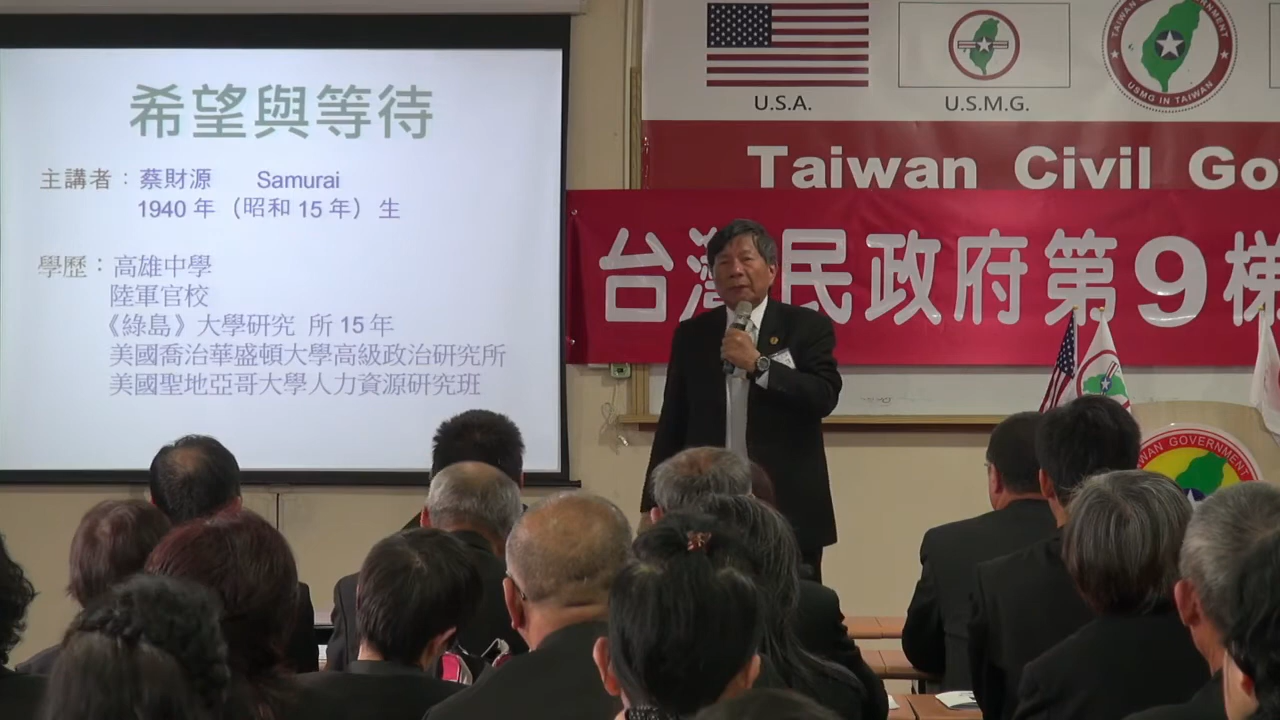 希望與等待
主講者：蔡財源 Samurai
1940 年（昭和 15 年）生
學歷：高雄中學
陸軍官校
《綠島》大學研究 所 15 年
美國喬治華盛頓大學高級政治研究所
美國聖地亞哥大學人力資源研究班
U.S.A.
U.S.M.G.
TAIWAN GOVERNMENT
USMG IN TAIWAN
Taiwan Civil Go
台灣民政府第9梯
WAN GOVERNMENT